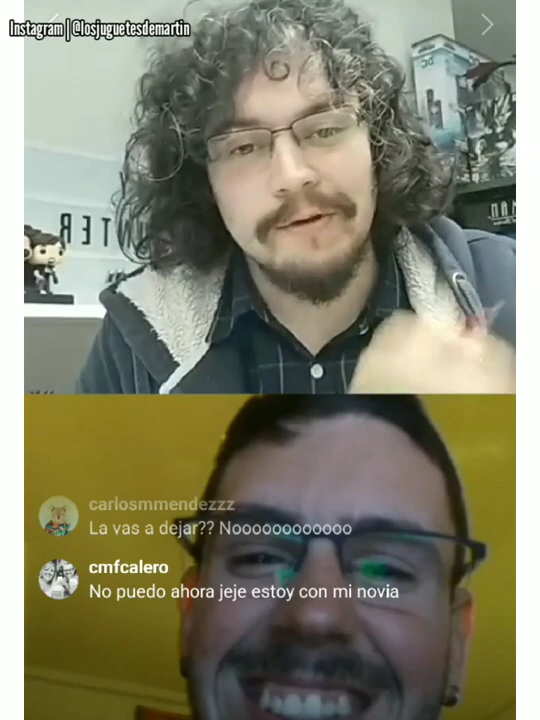 Instagram | @losjuguetesdemartin
carlosmmendezzz
La vas a dejar?? Noooooooooooo
cmfcalero
No puedo ahora jeje estoy con mi novia